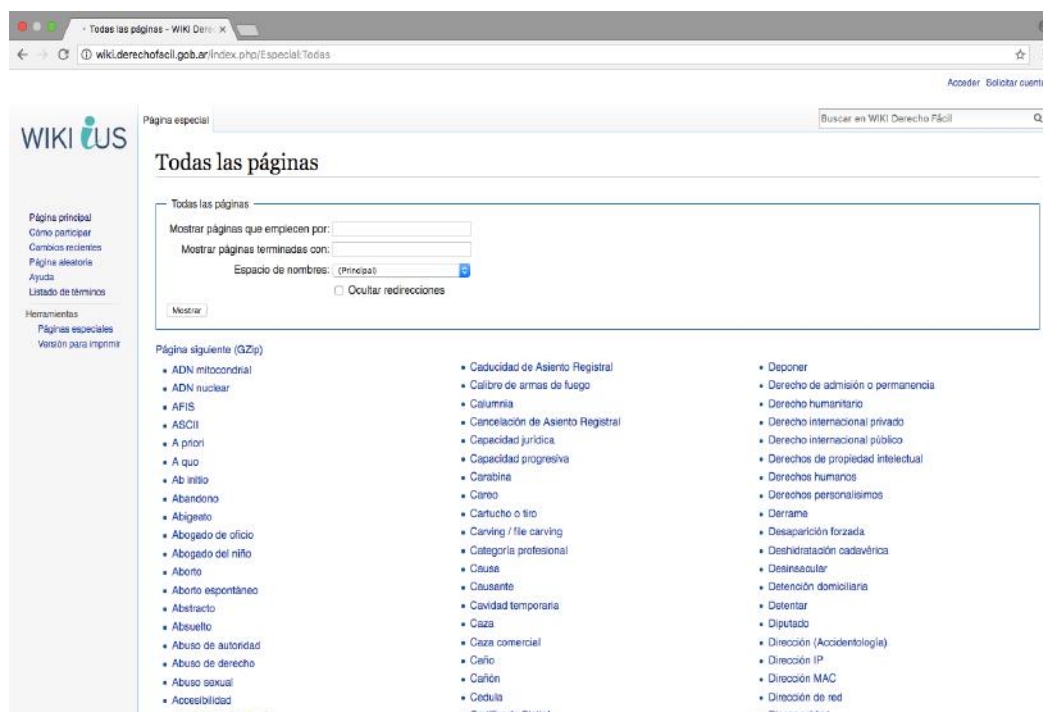 Todas las páginas - WIKI Derec
wiki.derechofacil.gob.ar/index.php/Especial:Todas
Acceder Solicitar cuenta
WIKI iUS
Página especial
Buscar en WIKI Derecho Fácil
Todas las páginas
Página principal
Cómo participar
Cambios recientes
Página aleatoria
Ayuda
Listado de términos
Herramientas
Páginas especiales
Versión para imprimir
Todas las páginas
Mostrar páginas que empiecen por:
Mostrar páginas terminadas con:
Espacio de nombres: (Principal)
Ocultar redirecciones
Mostrar
Página siguiente (GZip)
ADN mitocondrial
ADN nuclear
AFIS
ASCII
A priori
A quo
Ab initio
Abandono
Abigeato
Abogado de oficio
Abogado del niño
Aborto
Aborto espontáneo
Abstracto
Absuelto
Abuso de autoridad
Abuso de derecho
Abuso sexual
Accesibilidad
Caducidad de Asiento Registral
Calibre de armas de fuego
Calumnia
Cancelación de Asiento Registral
Capacidad jurídica
Capacidad progresiva
Carabina
Careo
Cartucho o tiro
Carving / file carving
Categoría profesional
Causa
Causante
Cavidad temporaria
Caza
Caza comercial
Caño
Cañón
Cedula
Deponer
Derecho de admisión o permanencia
Derecho humanitario
Derecho internacional privado
Derecho internacional público
Derechos de propiedad intelectual
Derechos humanos
Derechos personalísimos
Derrame
Desaparición forzada
Deshidratación cadavérica
Desinsacular
Detención domiciliaria
Detentar
Diputado
Dirección (Accidentología)
Dirección IP
Dirección MAC
Dirección de red